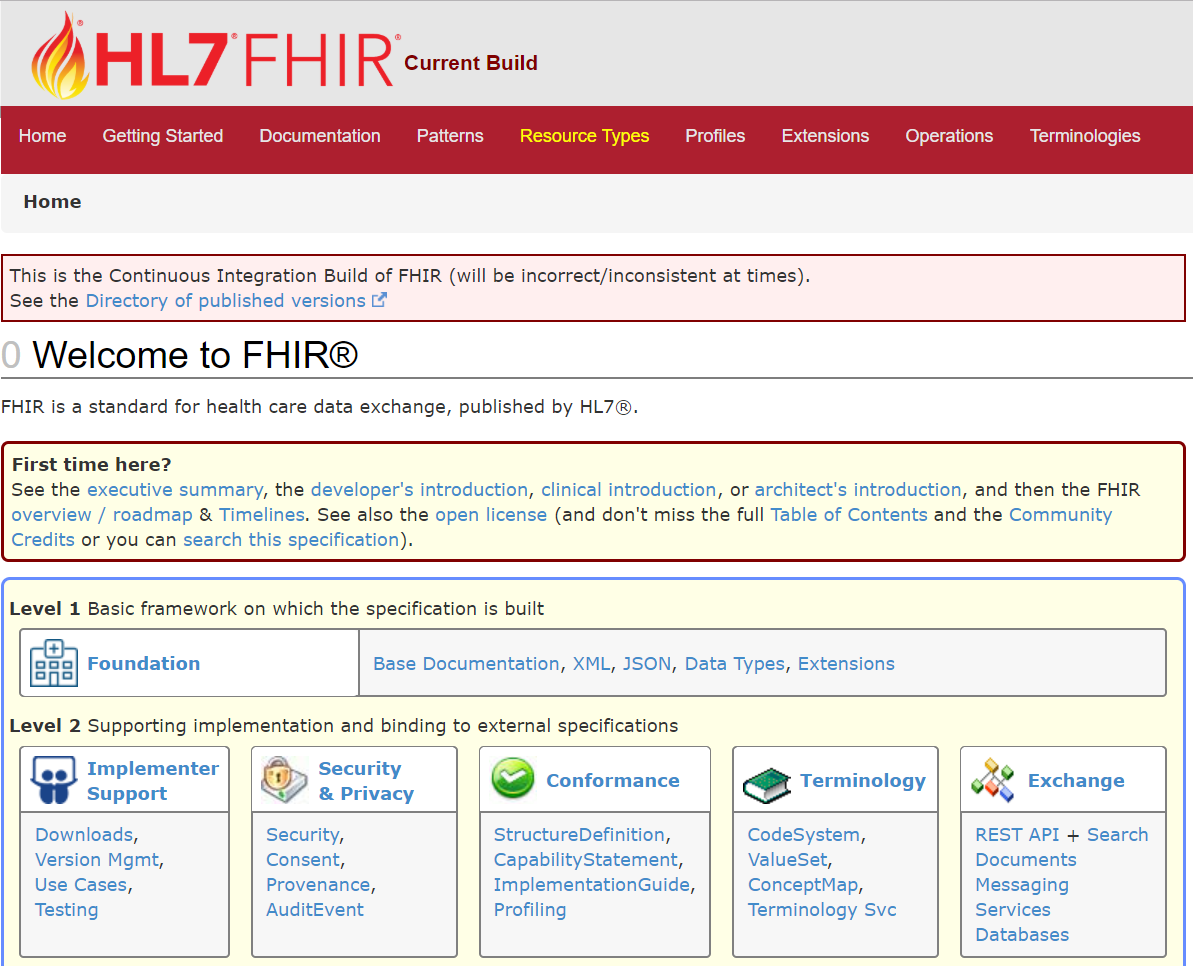 HL7® FHIR® Current Build
Home Getting Started Documentation Patterns Resource Types Profiles Extensions Operations Terminologies
Home
This is the Continuous Integration Build of FHIR (will be incorrect/inconsistent at times).
See the Directory of published versions
0 Welcome to FHIR®
FHIR is a standard for health care data exchange, published by HL7®.
First time here?
See the executive summary, the developer's introduction, clinical introduction, or architect's introduction, and then the FHIR
overview / roadmap & Timelines. See also the open license (and don't miss the full Table of Contents and the Community
Credits or you can search this specification).
Level 1 Basic framework on which the specification is built
Foundation
Base Documentation, XML, JSON, Data Types, Extensions
Level 2 Supporting implementation and binding to external specifications
Implementer
Support
Downloads,
Version Mgmt,
Use Cases,
Testing
Security
& Privacy
Security,
Consent,
Provenance,
AuditEvent
Conformance
StructureDefinition,
CapabilityStatement,
ImplementationGuide,
Profiling
Terminology
CodeSystem,
ValueSet,
ConceptMap,
Terminology Svc
Exchange
REST API + Search
Documents
Messaging
Services
Databases